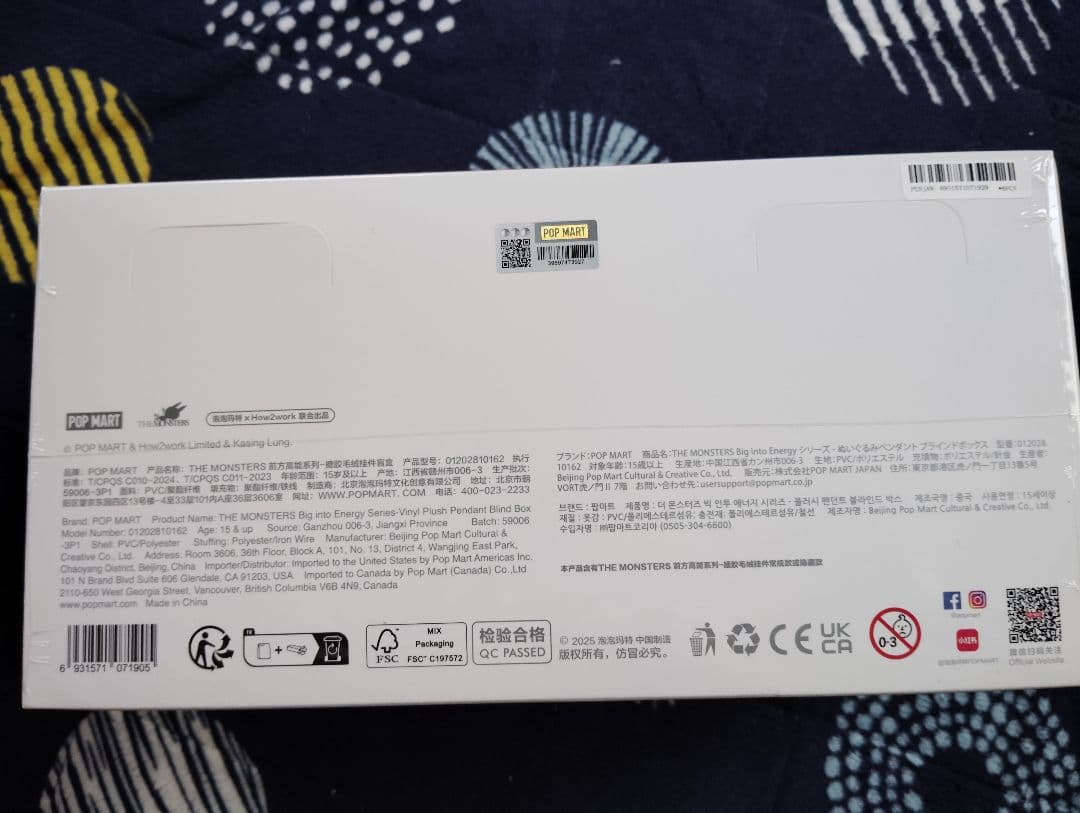 POP MART
POP MART
THE MONSTERS
泡泡玛特 x How2work 联合出品
© POP MART & How2work Limited & Kasing Lung.
品牌：POP MART 产品名称：THE MONSTERS 前方高能系列-搪胶毛绒挂件盲盒 产品型号：01202810162 执行
标准：T/CPQS C010-2024、T/CPQS C011-2023 年龄范围：15岁及以上 产地：江西省赣州市006-3 生产批次：
59006-3P1 面料：PVC/聚酯纤维 填充物：聚酯纤维/铁线 制造商：北京泡泡玛特文化创意有限公司 地址：北京市朝
阳区望京东园四区13号楼-4至33层101内A座36层3606室 网址：WWW.POPMART.COM 电话：400-023-2233
Brand: POP MART Product Name: THE MONSTERS Big into Energy Series-Vinyl Plush Pendant Blind Box
Model Number: 01202810162 Age: 15 & up Source: Ganzhou 006-3, Jiangxi Province Batch: 59006
-3P1 Shell: PVC/Polyester Stuffing: Polyester/Iron Wire Manufacturer: Beijing Pop Mart Cultural &
Creative Co., Ltd. Address: Room 3606, 36th Floor, Block A, 101, No. 13, District 4, Wangjing East Park,
Chaoyang District, Beijing, China Importer/Distributor: Imported to the United States by Pop Mart Americas Inc.
101 N Brand Blvd Suite 606 Glendale, CA 91203, USA Imported to Canada by Pop Mart (Canada) Co.,Ltd
2110-650 West Georgia Street, Vancouver, British Columbia V6B 4N9, Canada
www.popmart.com Made in China
ブランド：POP MART 商品名：THE MONSTERS Big into Energy シリーズ - ぬいぐるみペンダント ブラインドボックス 型番：012028
10162 対象年齢：15歳以上 生産地：中国江西省カン州市006-3 生地：PVC/ポリエステル 充填物：ポリエステル/針金 生産者：
Beijing Pop Mart Cultural & Creative Co., Ltd. 販売元：株式会社POP MART JAPAN 住所：東京都港区虎ノ門一丁目13番5号
VORT虎ノ門II 7階 お問い合わせ先：usersupport@popmart.co.jp
브랜드 : 팝마트 제품명 : 더 몬스터즈 빅 인투 에너지 시리즈 - 플러시 팬던트 블라인드 박스 제조국명 : 중국 사용연령 : 15세이상
재질 : 옷감 : PVC/폴리에스테르섬유; 충전재: 폴리에스테르섬유/철선 제조자명 : Beijing Pop Mart Cultural & Creative Co., Ltd.
수입자명 ㈜팝마트코리아 (0505-304-6600)
本产品含有THE MONSTERS 前方高能系列-搪胶毛绒挂件常规款或隐藏款
6 931571 071905
FR
FSC
MIX
Packaging
FSC® C197572
检验合格
QC PASSED
© 2025 泡泡玛特 中国制造
版权所有，仿冒必究。
CE
UK
CA
0-3
@popmart
小红书
微信扫码关注
Official Website